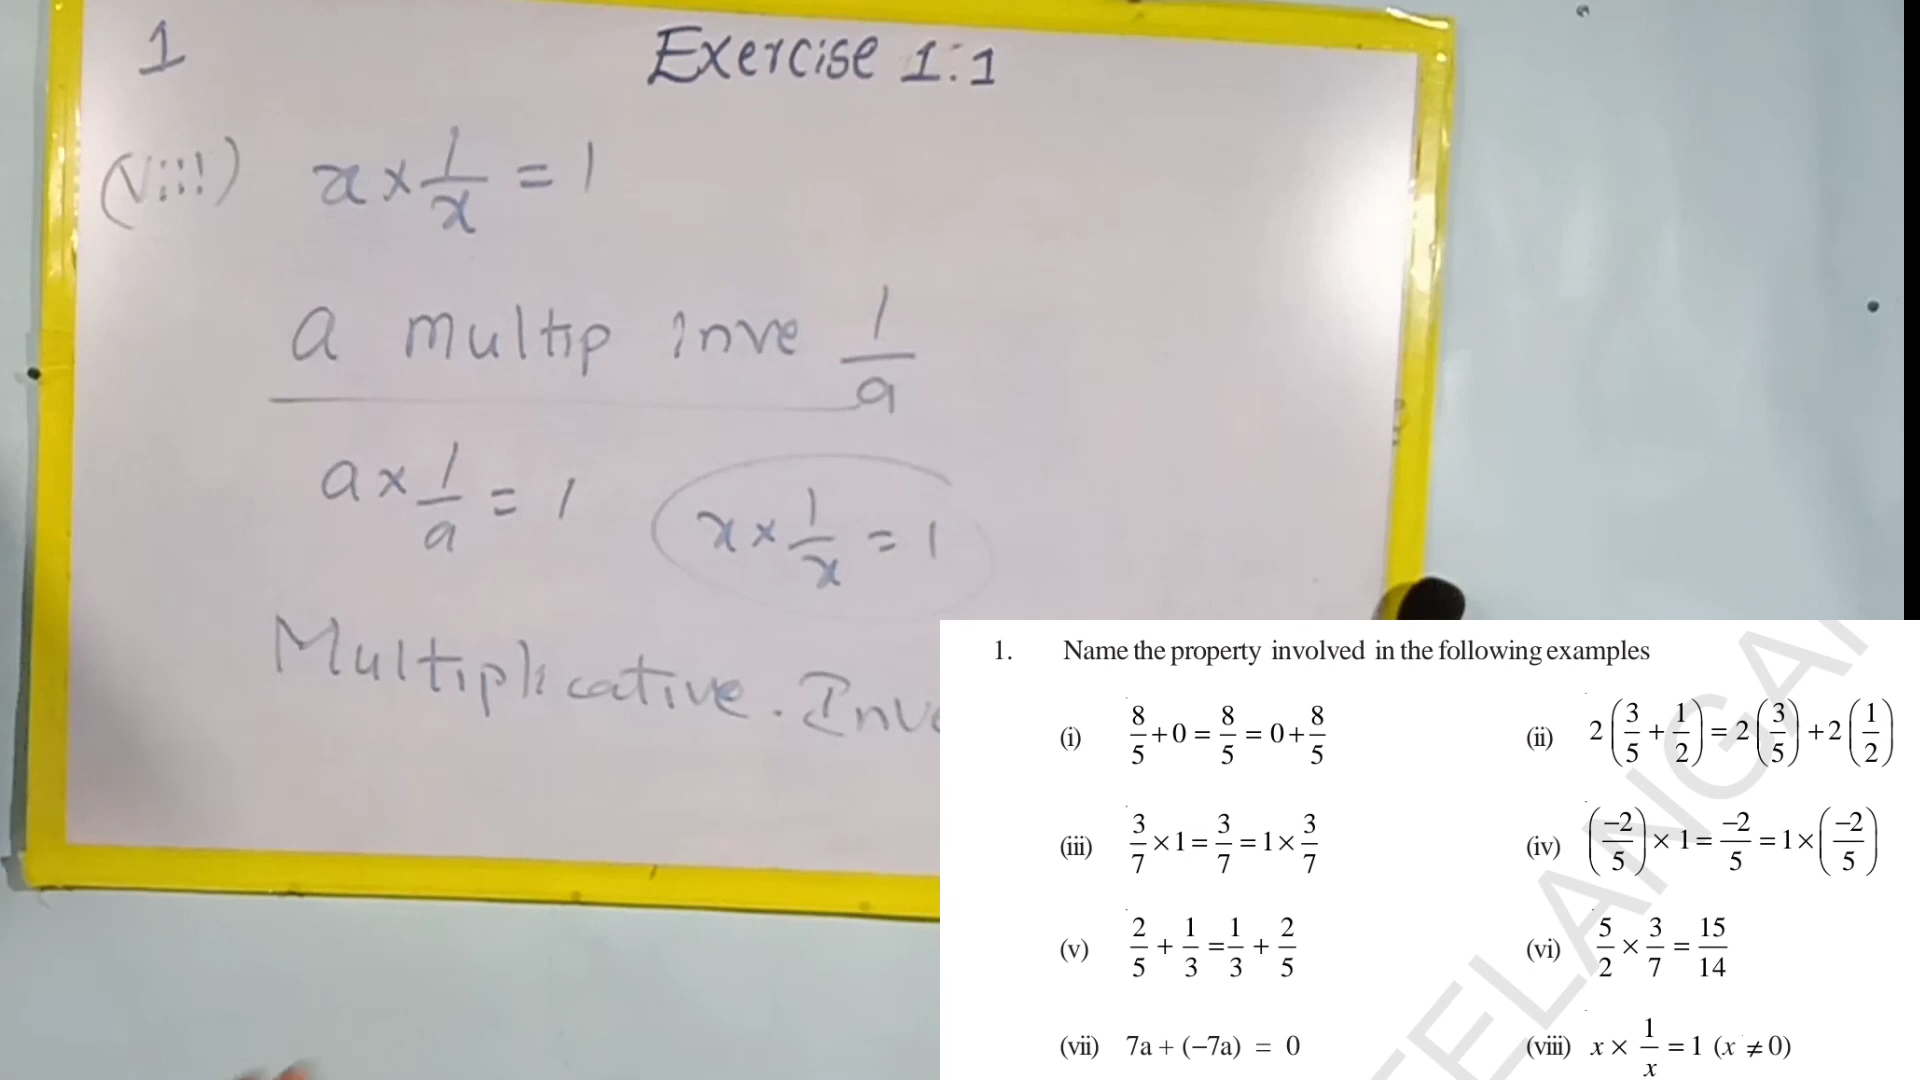 1 Exercise 1:1
(viii) x × 1/x = 1
a multip inve 1/a
a × 1/a = 1 x × 1/x = 1
Multiplicative. Inve
1. Name the property involved in the following examples
(i) 8/5 + 0 = 8/5 = 0 + 8/5 (ii) 2(3/5 + 1/2) = 2(3/5) + 2(1/2)
(iii) 3/7 × 1 = 3/7 = 1 × 3/7 (iv) (−2/5) × 1 = −2/5 = 1 × (−2/5)
(v) 2/5 + 1/3 = 1/3 + 2/5 (vi) 5/2 × 3/7 = 15/14
(vii) 7a + (−7a) = 0 (viii) x × 1/x = 1 (x ≠ 0)
TELANGA